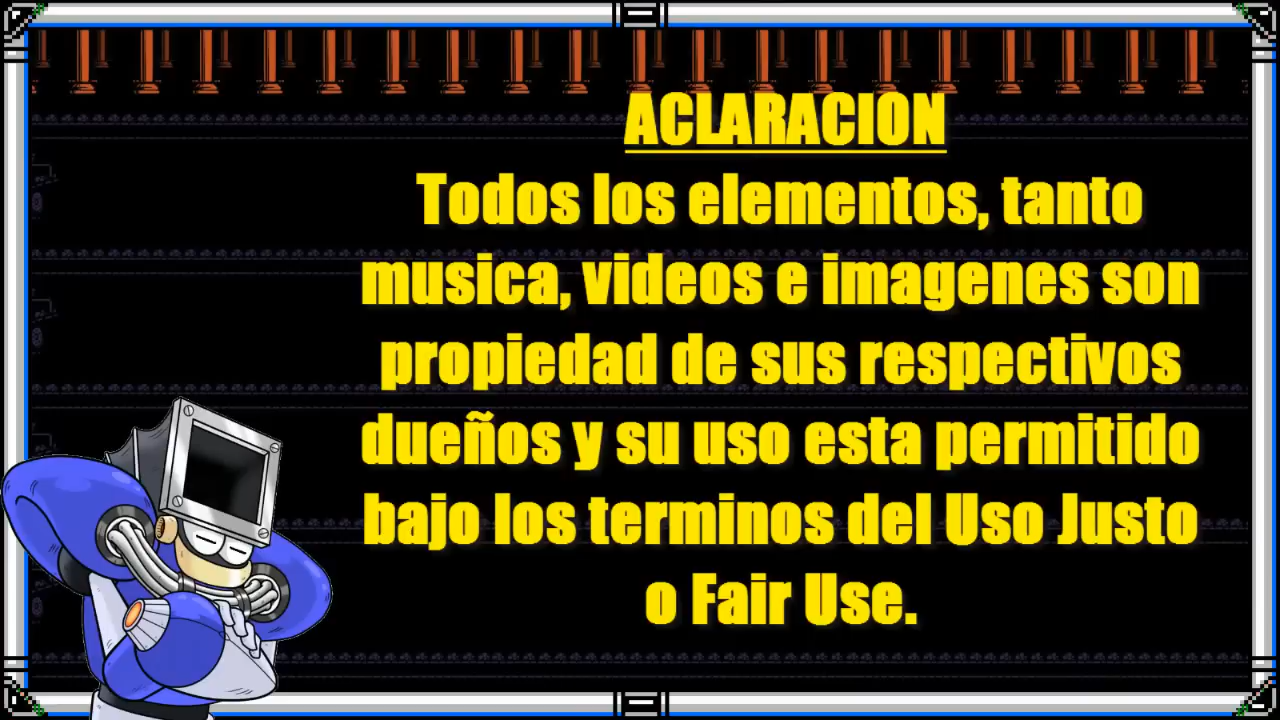 ACLARACION
Todos los elementos, tanto
musica, videos e imagenes son
propiedad de sus respectivos
dueños y su uso esta permitido
bajo los terminos del Uso Justo
o Fair Use.